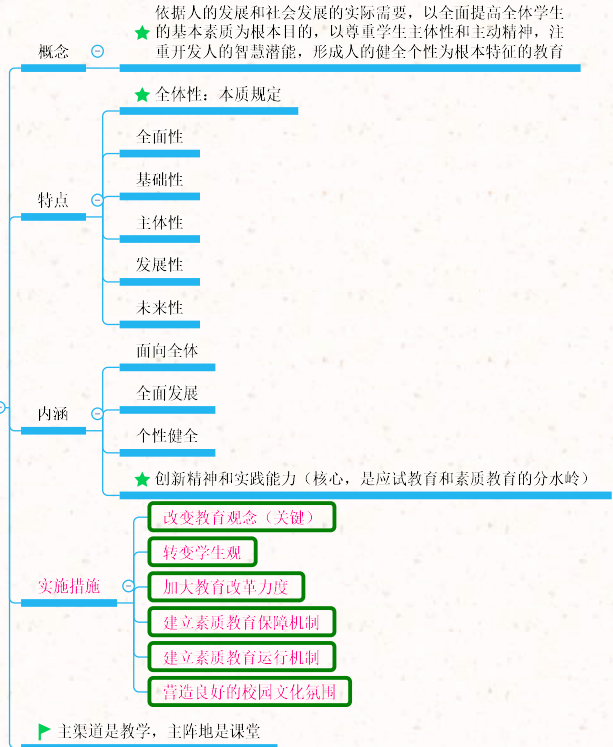 概念
依据人的发展和社会发展的实际需要，以全面提高全体学生
的基本素质为根本目的，以尊重学生主体性和主动精神，注
重开发人的智慧潜能，形成人的健全个性为根本特征的教育
特点
全体性：本质规定
全面性
基础性
主体性
发展性
未来性
内涵
面向全体
全面发展
个性健全
创新精神和实践能力（核心，是应试教育和素质教育的分水岭）
实施措施
改变教育观念（关键）
转变学生观
加大教育改革力度
建立素质教育保障机制
建立素质教育运行机制
营造良好的校园文化氛围
主渠道是教学，主阵地是课堂